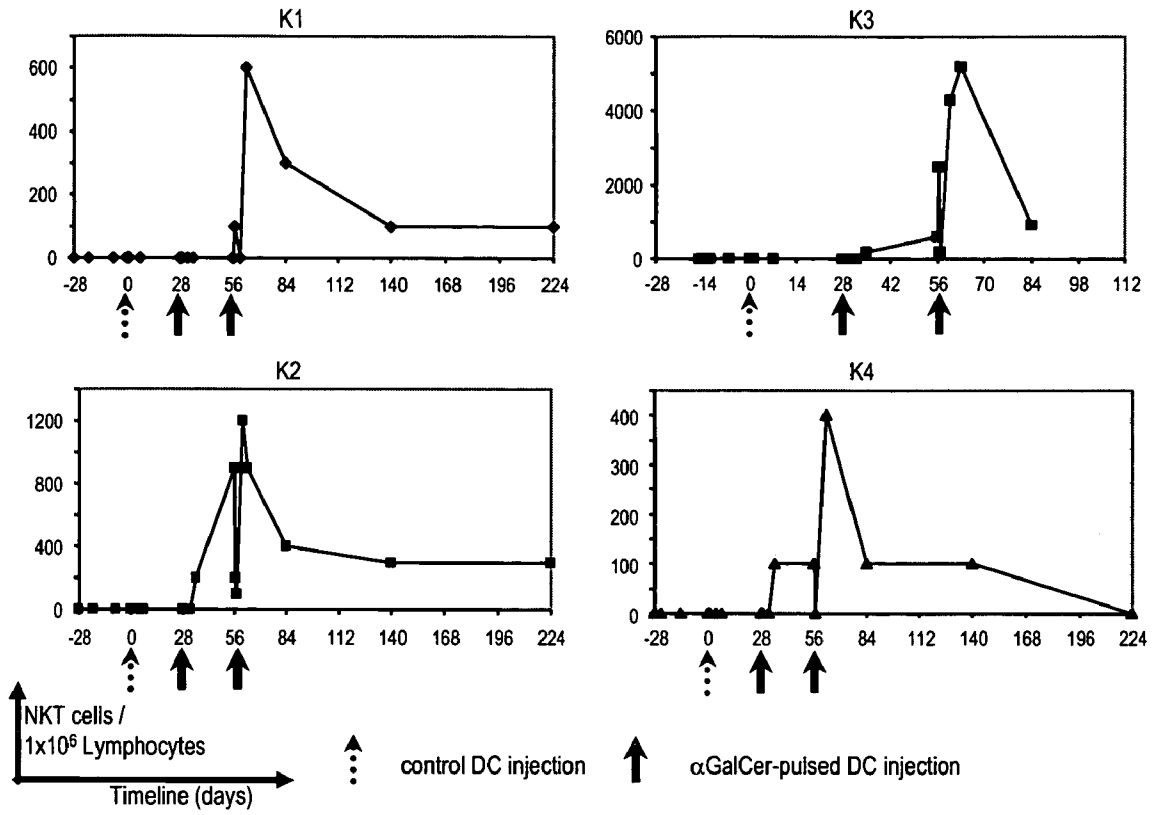 K1
600
400
200
0
-28 0 28 56 84 112 140 168 196 224
K3
6000
4000
2000
0
-28 -14 0 14 28 42 56 70 84 98 112
K2
1200
800
400
0
-28 0 28 56 84 112 140 168 196 224
K4
400
300
200
100
0
-28 0 28 56 84 112 140 168 196 224
NKT cells /
1x10⁶ Lymphocytes
Timeline (days)
control DC injection
αGalCer-pulsed DC injection